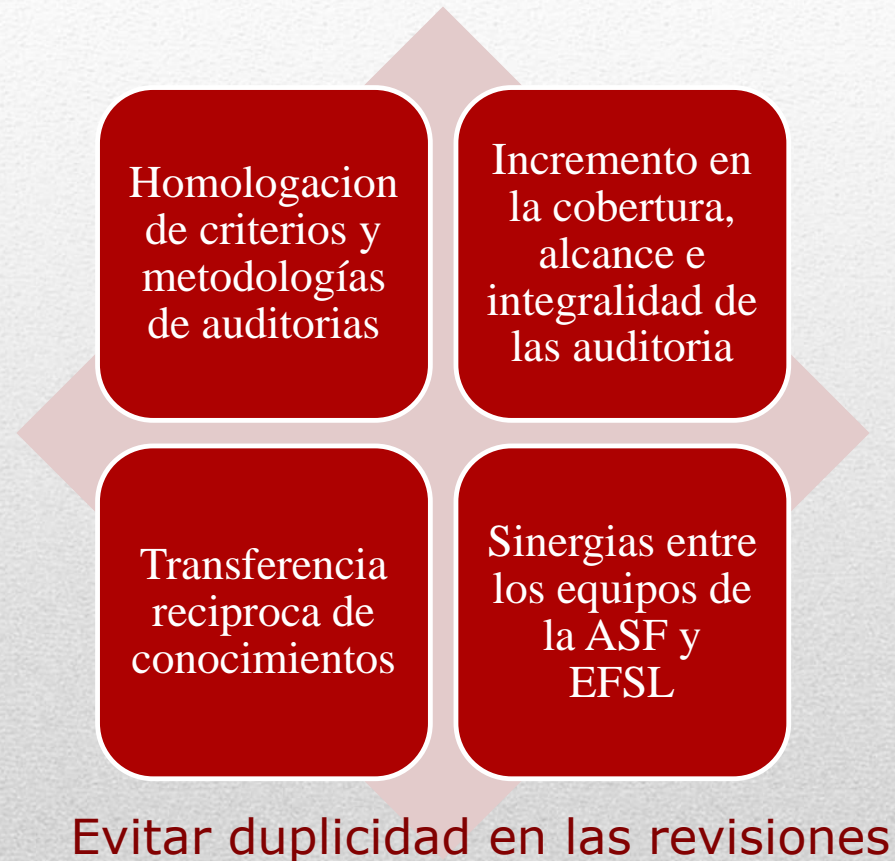 Homologacion
de criterios y
metodologías
de auditorias
Incremento en
la cobertura,
alcance e
integralidad de
las auditoria
Transferencia
reciproca de
conocimientos
Sinergias entre
los equipos de
la ASF y
EFSL
Evitar duplicidad en las revisiones